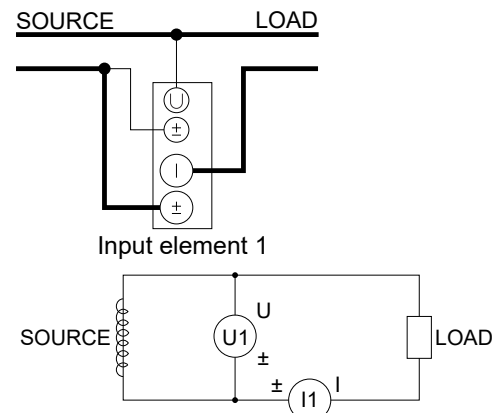 SOURCE LOAD
U
±
I
±
Input element 1
U
SOURCE U1 LOAD
±
± I
I1